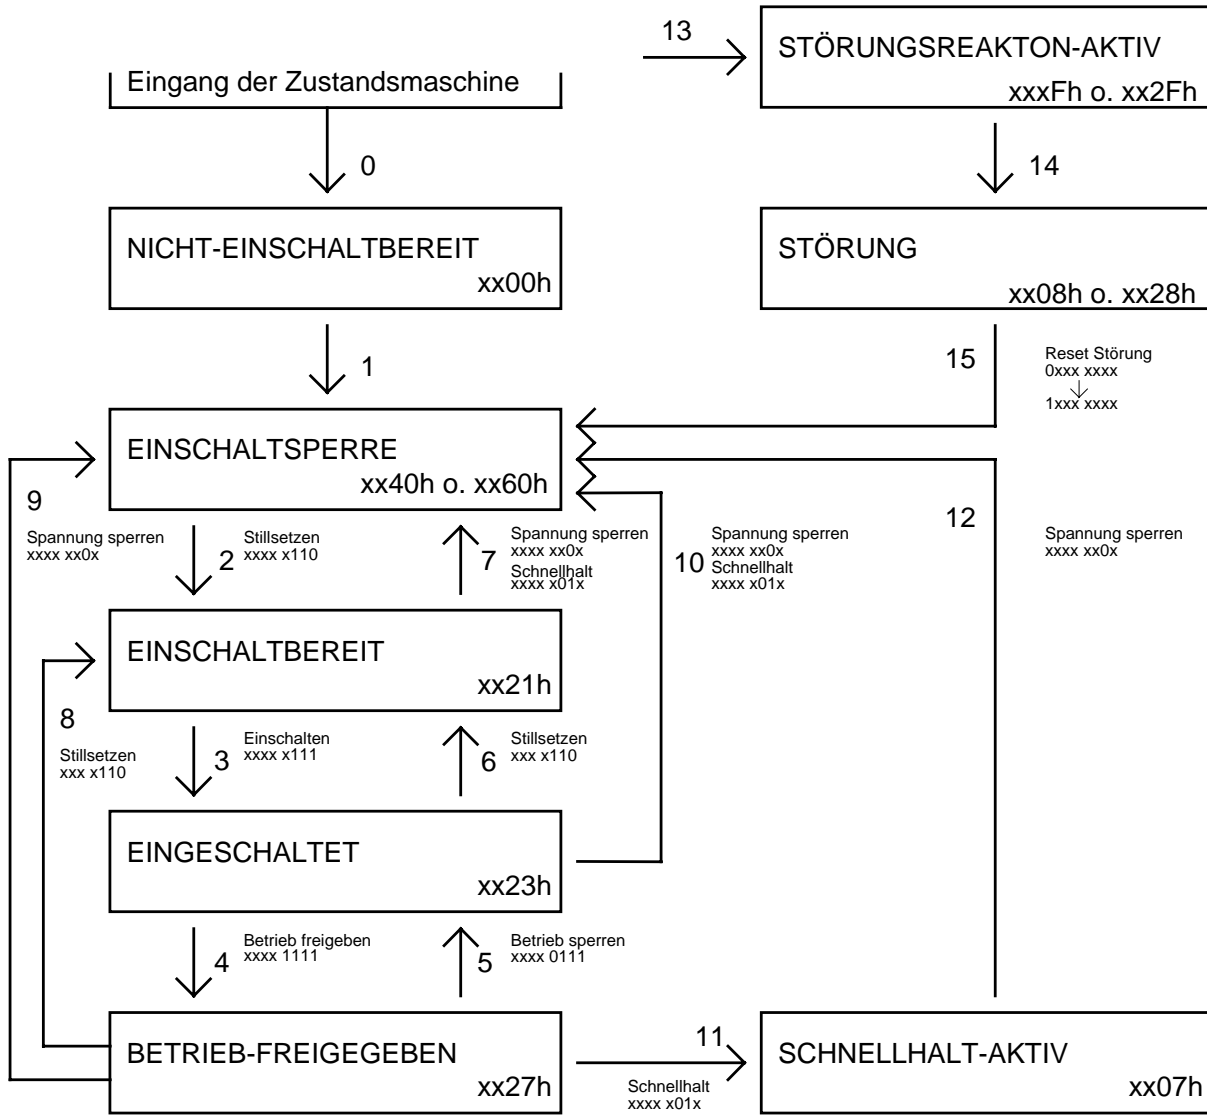 Eingang der Zustandsmaschine
13
STÖRUNGSREAKTON-AKTIV
xxxFh o. xx2Fh
0
14
NICHT-EINSCHALTBEREIT
xx00h
STÖRUNG
xx08h o. xx28h
1
15
Reset Störung
0xxx xxxx
1xxx xxxx
EINSCHALTSPERRE
xx40h o. xx60h
9
Spannung sperren
xxxx xx0x
2
Stillsetzen
xxxx x110
7
Spannung sperren
xxxx xx0x
Schnellhalt
xxxx x01x
10
Spannung sperren
xxxx xx0x
Schnellhalt
xxxx x01x
12
Spannung sperren
xxxx xx0x
EINSCHALTBEREIT
xx21h
8
Stillsetzen
xxx x110
3
Einschalten
xxxx x111
6
Stillsetzen
xxx x110
EINGESCHALTET
xx23h
4
Betrieb freigeben
xxxx 1111
5
Betrieb sperren
xxxx 0111
BETRIEB-FREIGEGEBEN
xx27h
11
Schnellhalt
xxxx x01x
SCHNELLHALT-AKTIV
xx07h